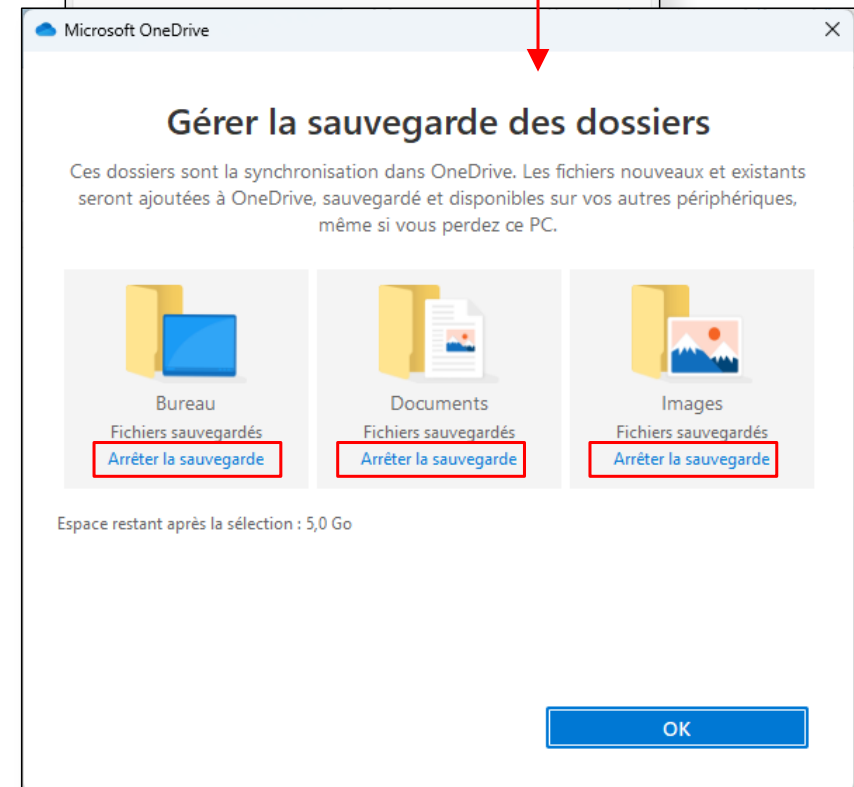 Microsoft OneDrive
Gérer la sauvegarde des dossiers
Ces dossiers sont la synchronisation dans OneDrive. Les fichiers nouveaux et existants
seront ajoutées à OneDrive, sauvegardé et disponibles sur vos autres périphériques,
même si vous perdez ce PC.
Bureau
Fichiers sauvegardés
Arrêter la sauvegarde
Documents
Fichiers sauvegardés
Arrêter la sauvegarde
Images
Fichiers sauvegardés
Arrêter la sauvegarde
Espace restant après la sélection : 5,0 Go
OK